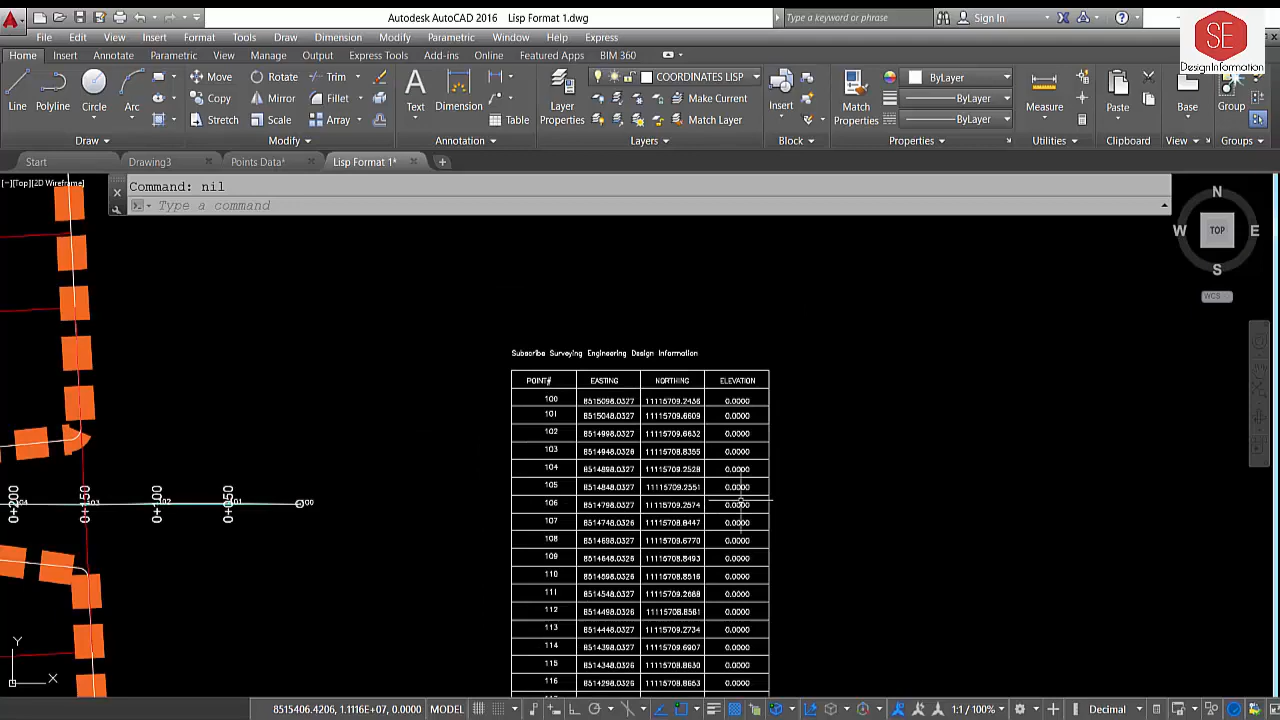 Autodesk AutoCAD 2016 Lisp Format 1.dwg
Type a keyword or phrase
Sign In
SE
DesignInformation
File Edit View Insert Format Tools Draw Dimension Modify Parametric Window Help Express
Home Insert Annotate Parametric View Manage Output Express Tools Add-ins Online Featured Apps BIM 360
Move Rotate Trim
COORDINATES LISP
ByLayer
Copy Mirror Fillet
Make Current
ByLayer
Line Polyline Circle Arc
Text Dimension
Layer Properties
Insert
Match Properties
Measure
Paste
Base
Group
Stretch Scale Array
Table
Match Layer
ByLayer
Draw Modify Annotation Layers Block Properties Utilities Clipboard View Groups
Start Drawing3 Points Data* Lisp Format 1*
[−][Top][2D Wireframe]
Command: nil
Type a command
N
W TOP E
S
WCS
Subscribe Surveying Engineering Design Information
POINT# EASTING NORTHING ELEVATION
100 8515098.0327 11115709.2436 0.0000
101 8515048.0327 11115709.6609 0.0000
102 8514998.0327 11115709.6632 0.0000
103 8514948.0326 11115708.8355 0.0000
104 8514898.0327 11115709.2528 0.0000
105 8514848.0327 11115709.2551 0.0000
106 8514798.0327 11115709.2574 0.0000
107 8514748.0326 11115708.8447 0.0000
108 8514698.0327 11115709.6770 0.0000
109 8514648.0326 11115708.8493 0.0000
110 8514598.0326 11115708.8516 0.0000
111 8514548.0327 11115709.2688 0.0000
112 8514498.0326 11115708.8561 0.0000
113 8514448.0327 11115709.2734 0.0000
114 8514398.0327 11115709.6907 0.0000
115 8514348.0326 11115708.8630 0.0000
116 8514298.0326 11115708.8653 0.0000
0+200
0+150
0+100
0+050
Y
X
8515406.4206, 1.1116E+07, 0.0000 MODEL
1:1 / 100%
Decimal